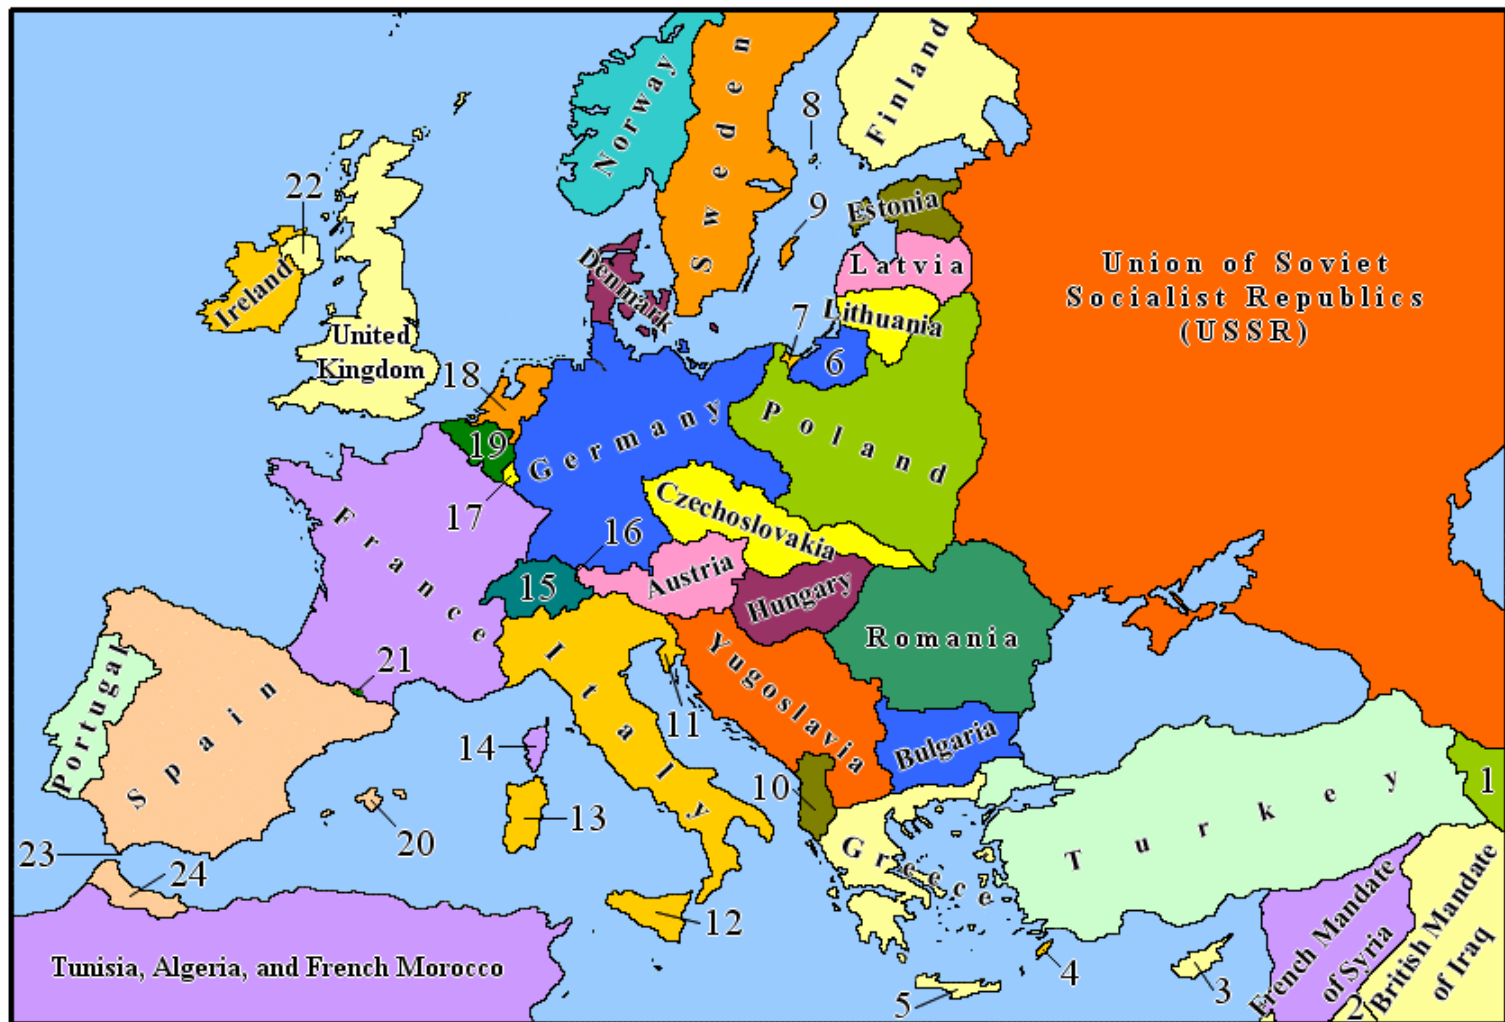 Norway
Sweden
Finland
8
9
22
Estonia
Latvia
Ireland
Denmark
Lithuania
7
6
United
Kingdom
Union of Soviet
Socialist Republics
(USSR)
18
19
17
Germany
Poland
France
16
Czechoslovakia
15
Austria
Hungary
Romania
Portugal
Spain
21
Italy
11
Yugoslavia
Bulgaria
14
13
10
20
23
24
12
Greece
Turkey
1
Tunisia, Algeria, and French Morocco
5
4
3
French Mandate
of Syria
2
British Mandate
of Iraq